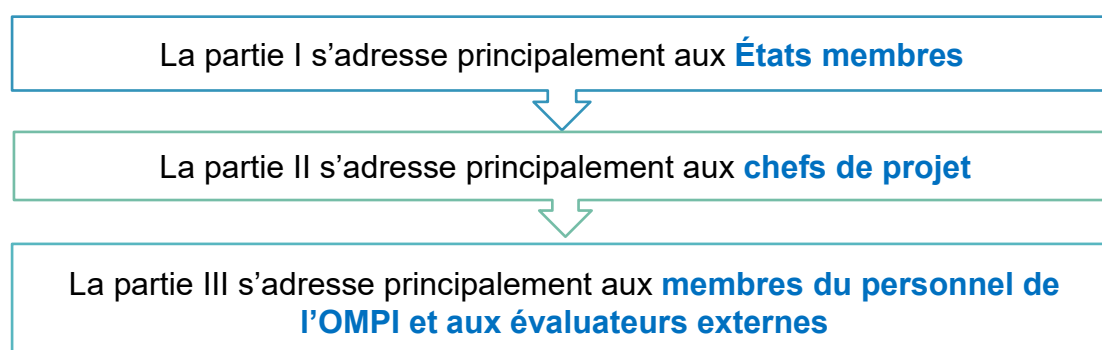 La partie I s’adresse principalement aux États membres
La partie II s’adresse principalement aux chefs de projet
La partie III s’adresse principalement aux membres du personnel de
l’OMPI et aux évaluateurs externes